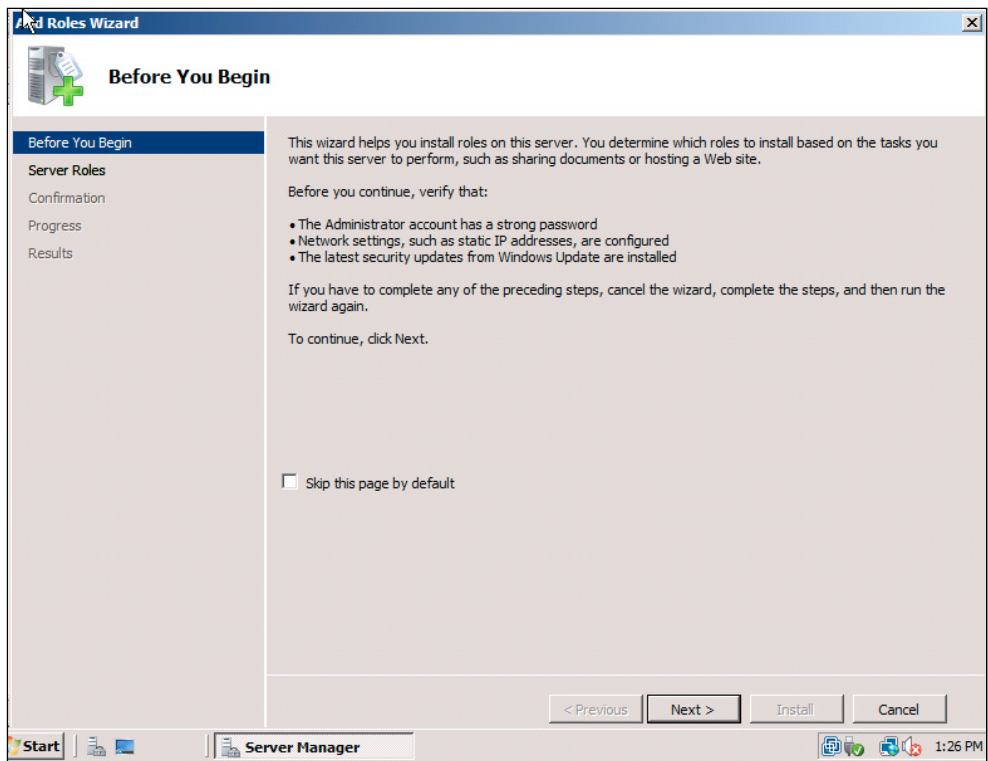 Add Roles Wizard
Before You Begin
Before You Begin
Server Roles
Confirmation
Progress
Results
This wizard helps you install roles on this server. You determine which roles to install based on the tasks you
want this server to perform, such as sharing documents or hosting a Web site.
Before you continue, verify that:
• The Administrator account has a strong password
• Network settings, such as static IP addresses, are configured
• The latest security updates from Windows Update are installed
If you have to complete any of the preceding steps, cancel the wizard, complete the steps, and then run the
wizard again.
To continue, click Next.
Skip this page by default
< Previous
Next >
Install
Cancel
Start
Server Manager
1:26 PM